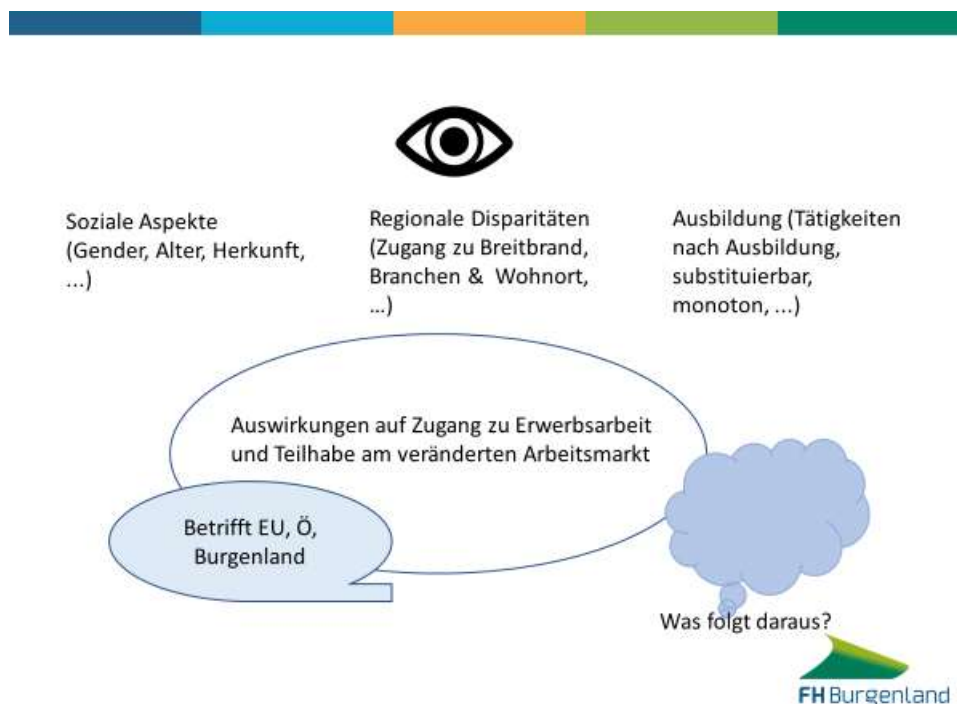 Soziale Aspekte
(Gender, Alter, Herkunft,
...)
Regionale Disparitäten
(Zugang zu Breitbrand,
Branchen & Wohnort,
...)
Ausbildung (Tätigkeiten
nach Ausbildung,
substituierbar,
monoton, ...)
Auswirkungen auf Zugang zu Erwerbsarbeit
und Teilhabe am veränderten Arbeitsmarkt
Betrifft EU, Ö,
Burgenland
Was folgt daraus?
FH Burgenland